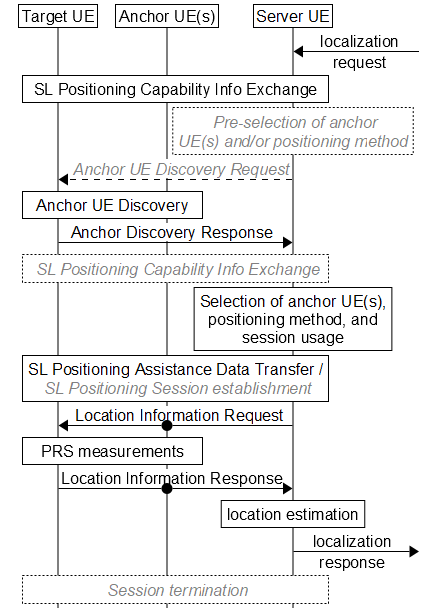 Target UE Anchor UE(s) Server UE
localization
request
SL Positioning Capability Info Exchange
Pre-selection of anchor
UE(s) and/or positioning method
Anchor UE Discovery Request
Anchor UE Discovery
Anchor Discovery Response
SL Positioning Capability Info Exchange
Selection of anchor UE(s),
positioning method, and
session usage
SL Positioning Assistance Data Transfer /
SL Positioning Session establishment
Location Information Request
PRS measurements
Location Information Response
location estimation
localization
response
Session termination